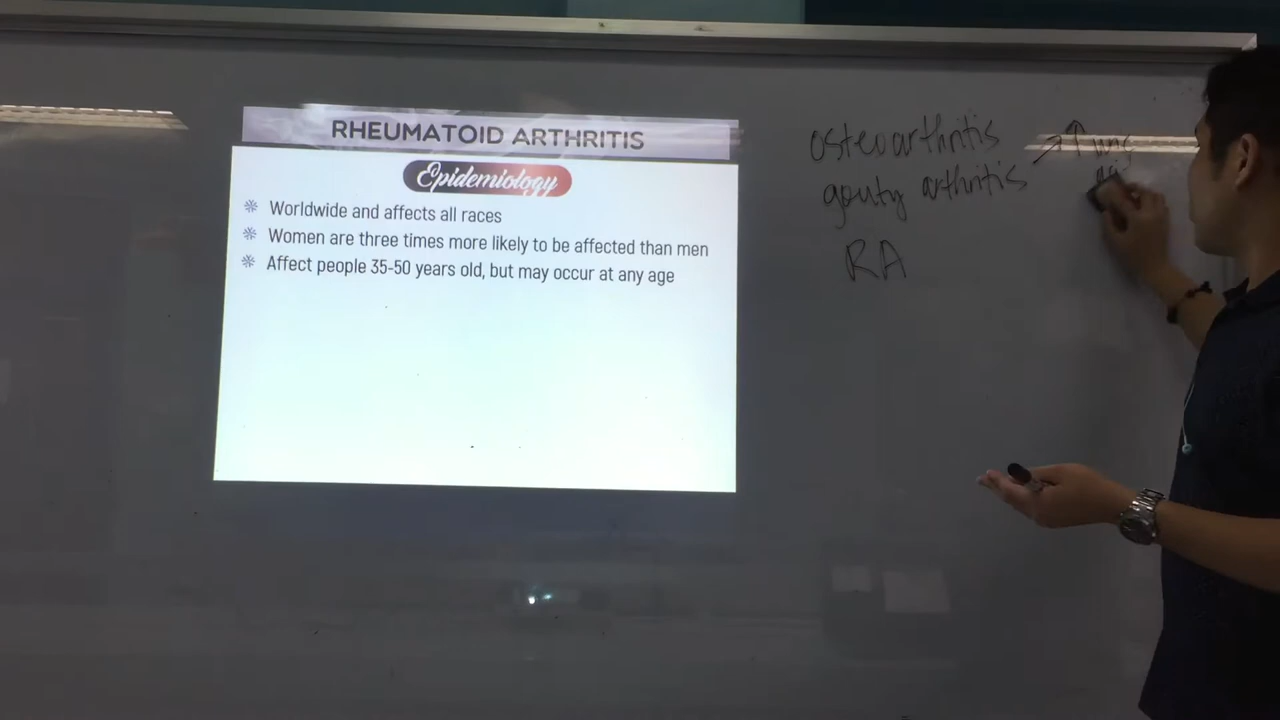 RHEUMATOID ARTHRITIS
Epidemiology
Worldwide and affects all races
Women are three times more likely to be affected than men
Affect people 35-50 years old, but may occur at any age
osteoarthritis
gouty arthritis → ↑
RA